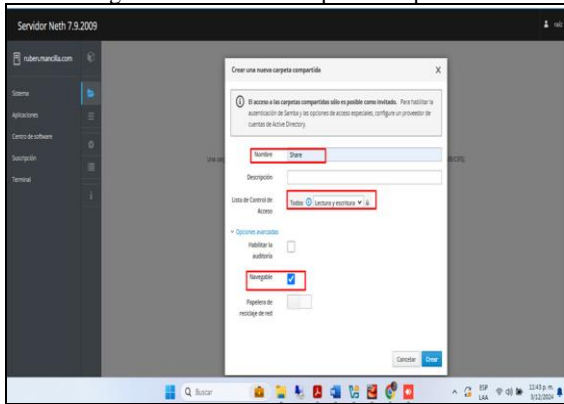 Servidor Neth 7.9.2009
raíz
ruben.mancilla.com
Sistema
Aplicaciones
Centro de software
Suscripción
Terminal
Crear una nueva carpeta compartida
X
El acceso a las carpetas compartidas sólo es posible como invitado. Para habilitar la
autenticación de Samba y las opciones de acceso especiales, configure un proveedor de
cuentas de Active Directory.
Nombre
Share
Descripción
Lista de Control de
Acceso
Todos
Lectura y escritura
Opciones avanzadas
Habilitar la
auditoría
Navegable
Papelera de
reciclaje de red
Cancelar
Crear
Buscar
ESP
LAA
11:43 p. m.
3/12/2024